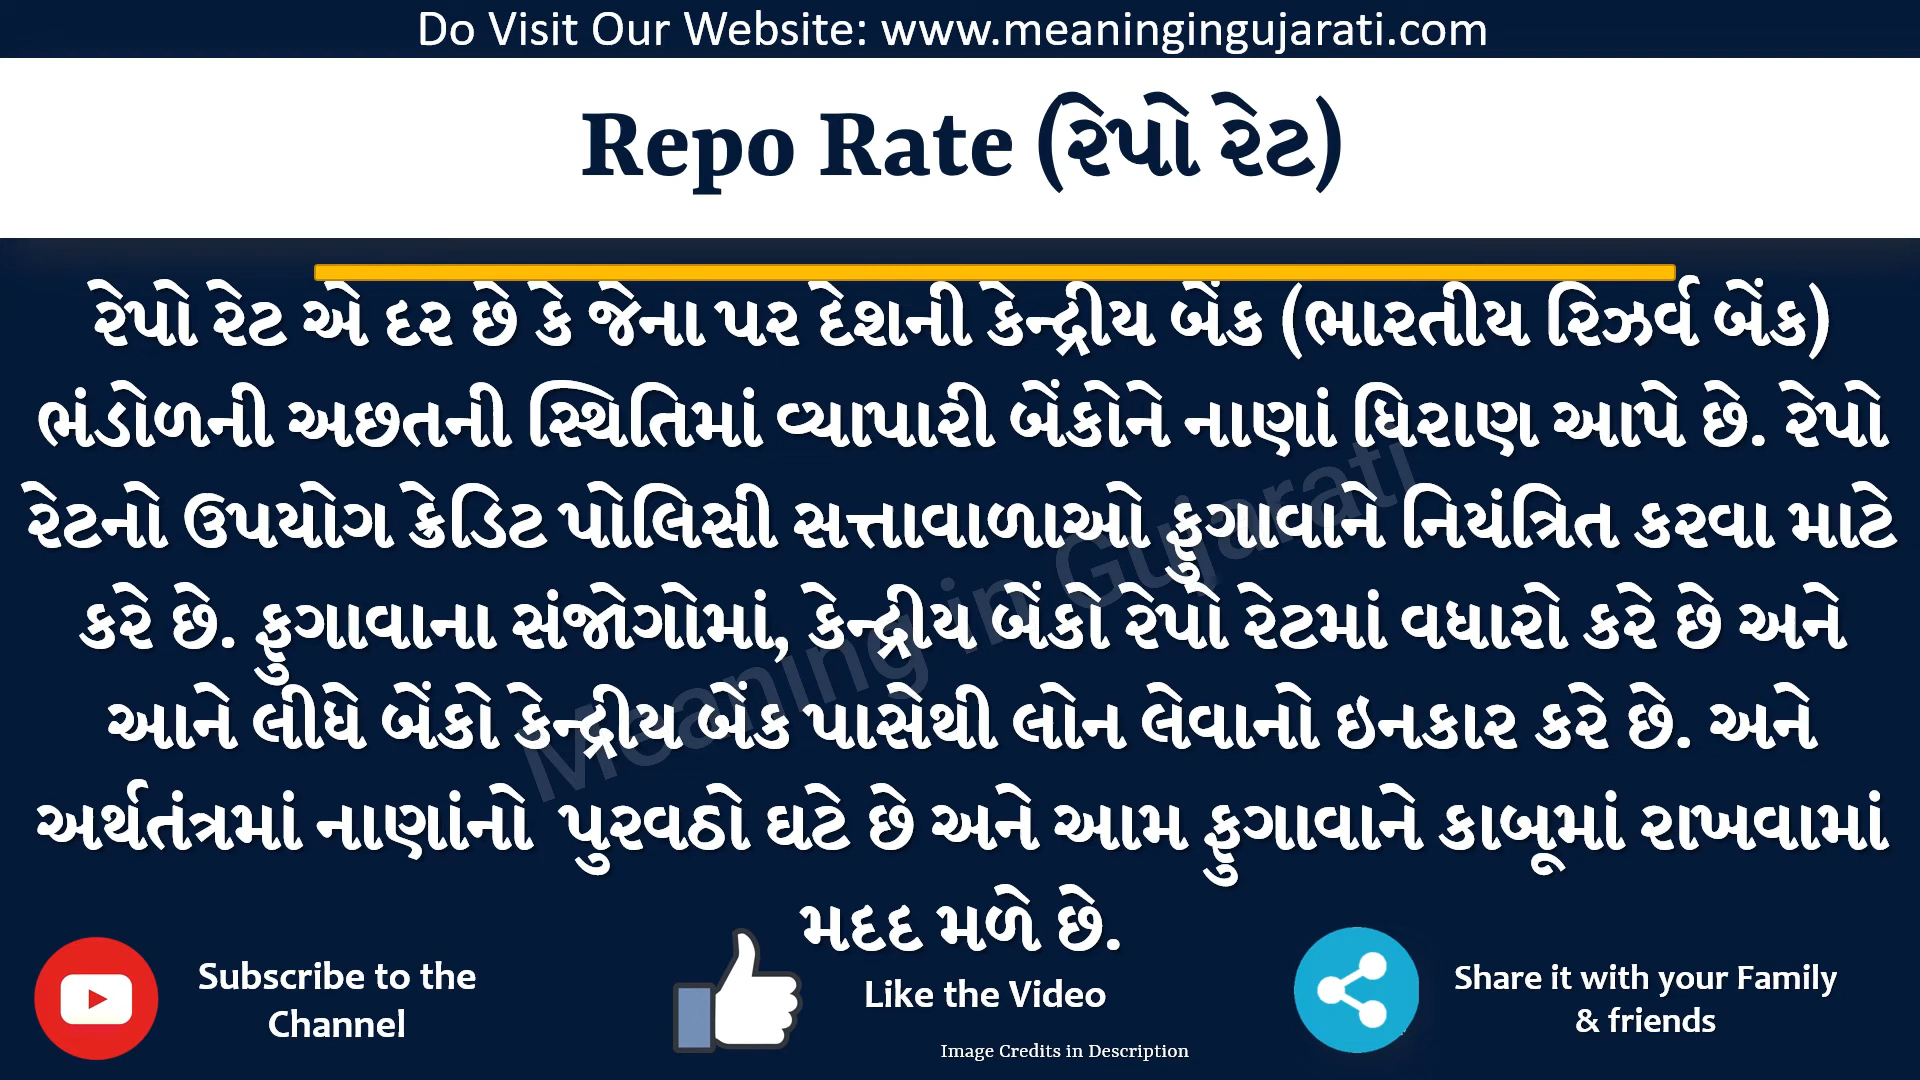 Do Visit Our Website: www.meaningingujarati.com
Repo Rate (રેપો રેટ)
રેપો રેટ એ દર છે કે જેના પર દેશની કેન્દ્રીય બેંક (ભારતીય રિઝર્વ બેંક)
ભંડોળની અછતની સ્થિતિમાં વ્યાપારી બેંકોને નાણાં ધિરાણ આપે છે. રેપો
રેટનો ઉપયોગ ક્રેડિટ પોલિસી સત્તાવાળાઓ ફુગાવાને નિયંત્રિત કરવા માટે
કરે છે. ફુગાવાના સંજોગોમાં, કેન્દ્રીય બેંકો રેપો રેટમાં વધારો કરે છે અને
આને લીધે બેંકો કેન્દ્રીય બેંક પાસેથી લોન લેવાનો ઇનકાર કરે છે. અને
અર્થતંત્રમાં નાણાંનો પુરવઠો ઘટે છે અને આમ ફુગાવાને કાબૂમાં રાખવામાં
મદદ મળે છે.
Meaning in Gujarati
Subscribe to the
Channel
Like the Video
Share it with your Family
& friends
Image Credits in Description